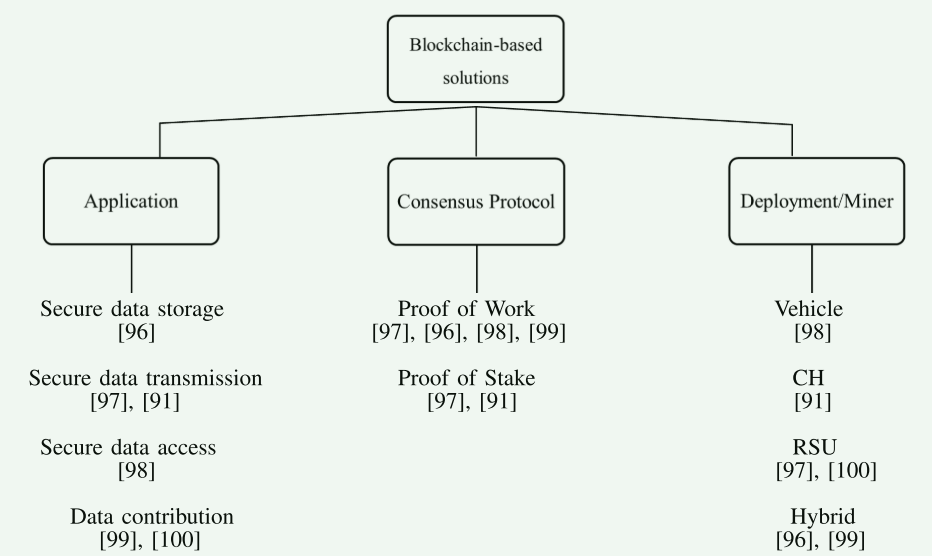 Blockchain-based
solutions
Application
Consensus Protocol
Deployment/Miner
Secure data storage
[96]
Secure data transmission
[97], [91]
Secure data access
[98]
Data contribution
[99], [100]
Proof of Work
[97], [96], [98], [99]
Proof of Stake
[97], [91]
Vehicle
[98]
CH
[91]
RSU
[97], [100]
Hybrid
[96], [99]